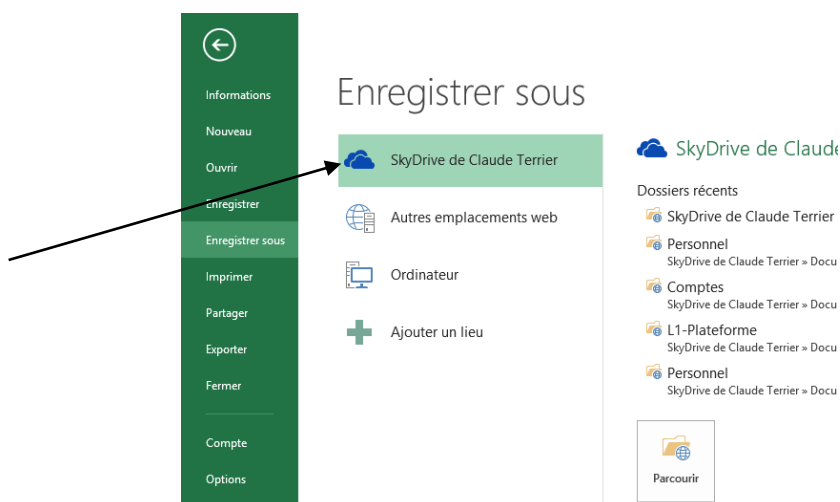 Informations
Nouveau
Ouvrir
Enregistrer
Enregistrer sous
Imprimer
Partager
Exporter
Fermer
Compte
Options
Enregistrer sous
SkyDrive de Claude Terrier
Autres emplacements web
Ordinateur
Ajouter un lieu
SkyDrive de Claude
Dossiers récents
SkyDrive de Claude Terrier
Personnel
SkyDrive de Claude Terrier » Docu
Comptes
SkyDrive de Claude Terrier » Docu
L1-Plateforme
SkyDrive de Claude Terrier » Docu
Personnel
SkyDrive de Claude Terrier » Docu
Parcourir